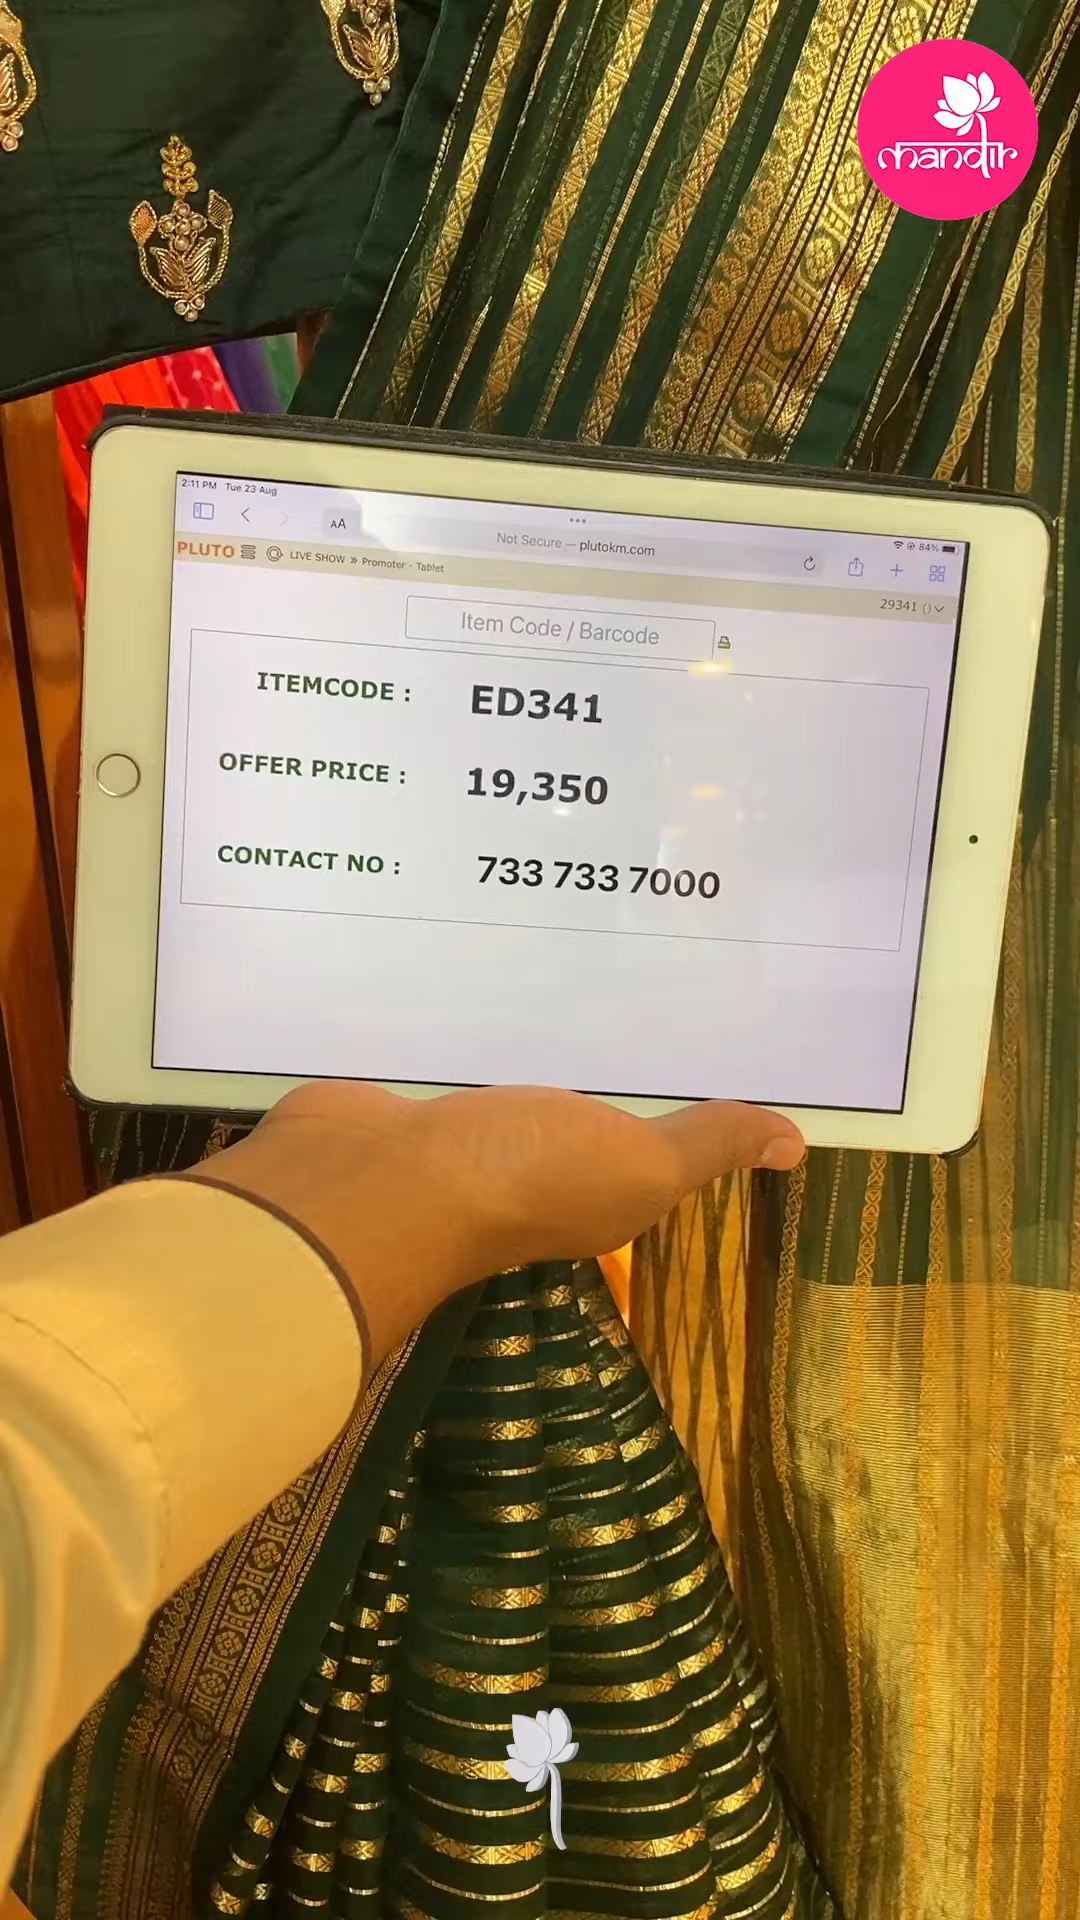 mandir
2:11 PM Tue 23 Aug
84%
AA
Not Secure — plutokm.com
PLUTO LIVE SHOW » Promoter - Tablet
29341 ()
Item Code / Barcode
ITEMCODE : ED341
OFFER PRICE : 19,350
CONTACT NO : 733 733 7000